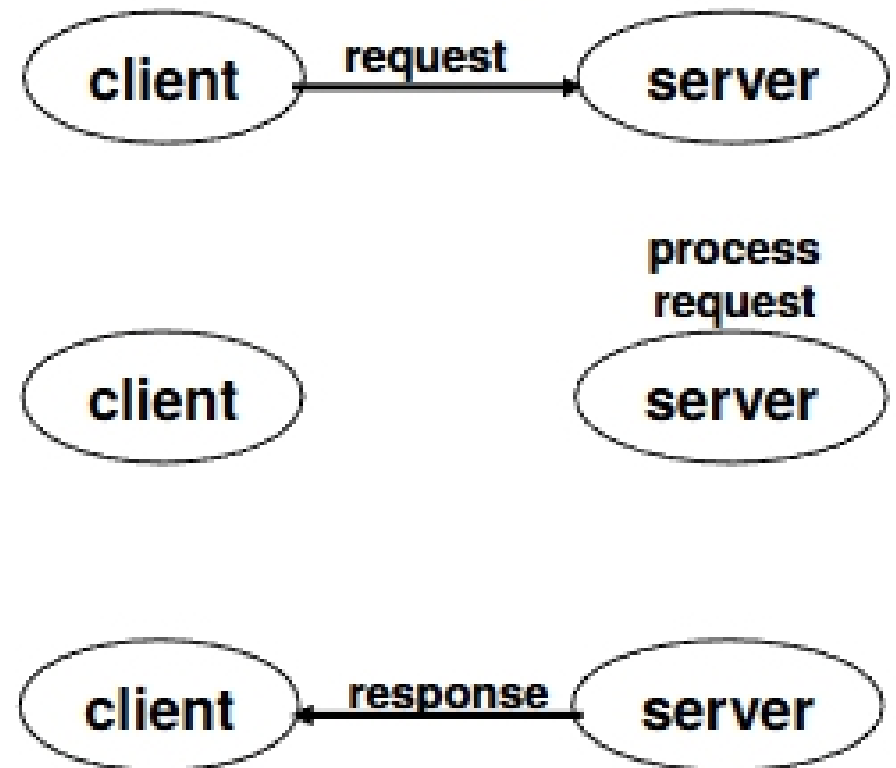 client request server
process
request
client server
client response server